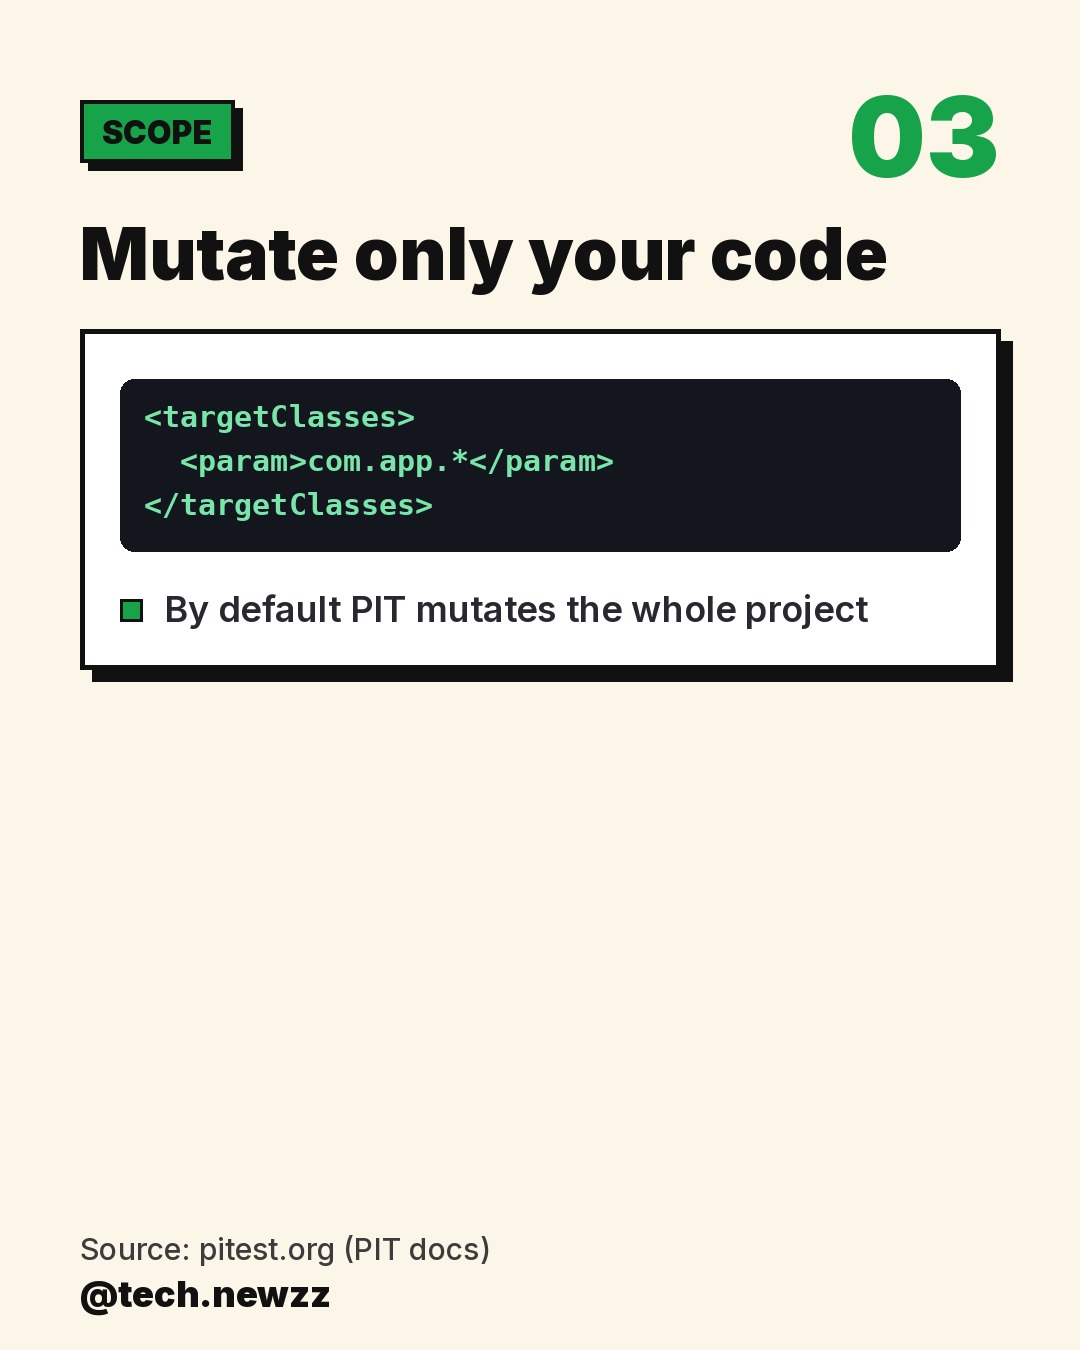 SCOPE
03
Mutate only your code
<targetClasses>
  <param>com.app.*</param>
</targetClasses>
By default PIT mutates the whole project
Source: pitest.org (PIT docs)
@tech.newzz